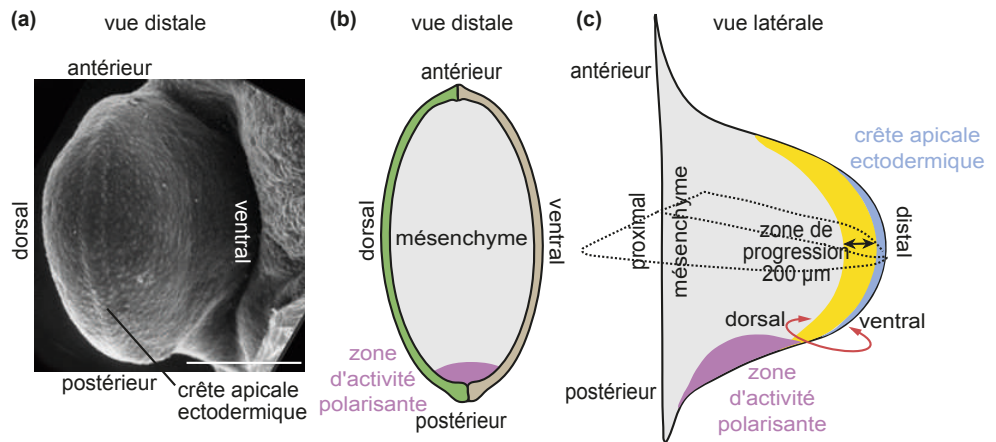 (a)
vue distale
antérieur
dorsal
ventral
postérieur
crête apicale
ectodermique
(b)
vue distale
antérieur
dorsal
mésenchyme
ventral
zone
d'activité
polarisante
postérieur
(c)
vue latérale
antérieur
crête apicale
ectodermique
proximal
mésenchyme
zone de
progression
200 µm
distal
dorsal
ventral
zone
d'activité
polarisante
postérieur